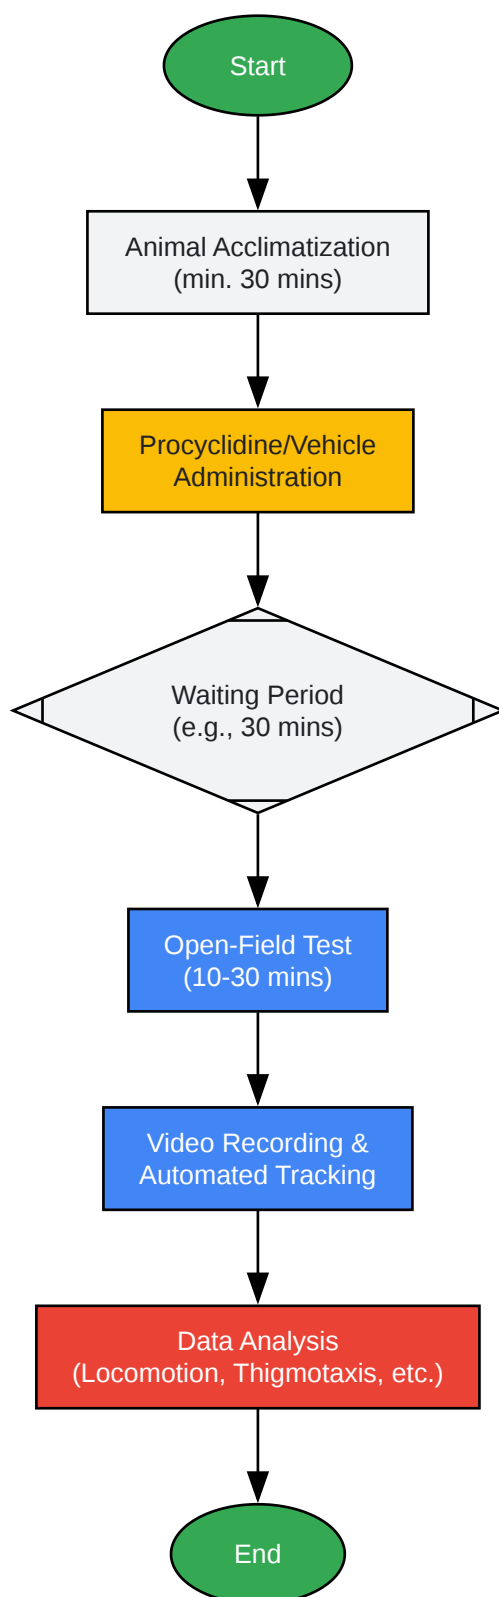 Start
Animal Acclimatization
(min. 30 mins)
Procyclidine/Vehicle
Administration
Waiting Period
(e.g., 30 mins)
Open-Field Test
(10-30 mins)
Video Recording &
Automated Tracking
Data Analysis
(Locomotion, Thigmotaxis, etc.)
End